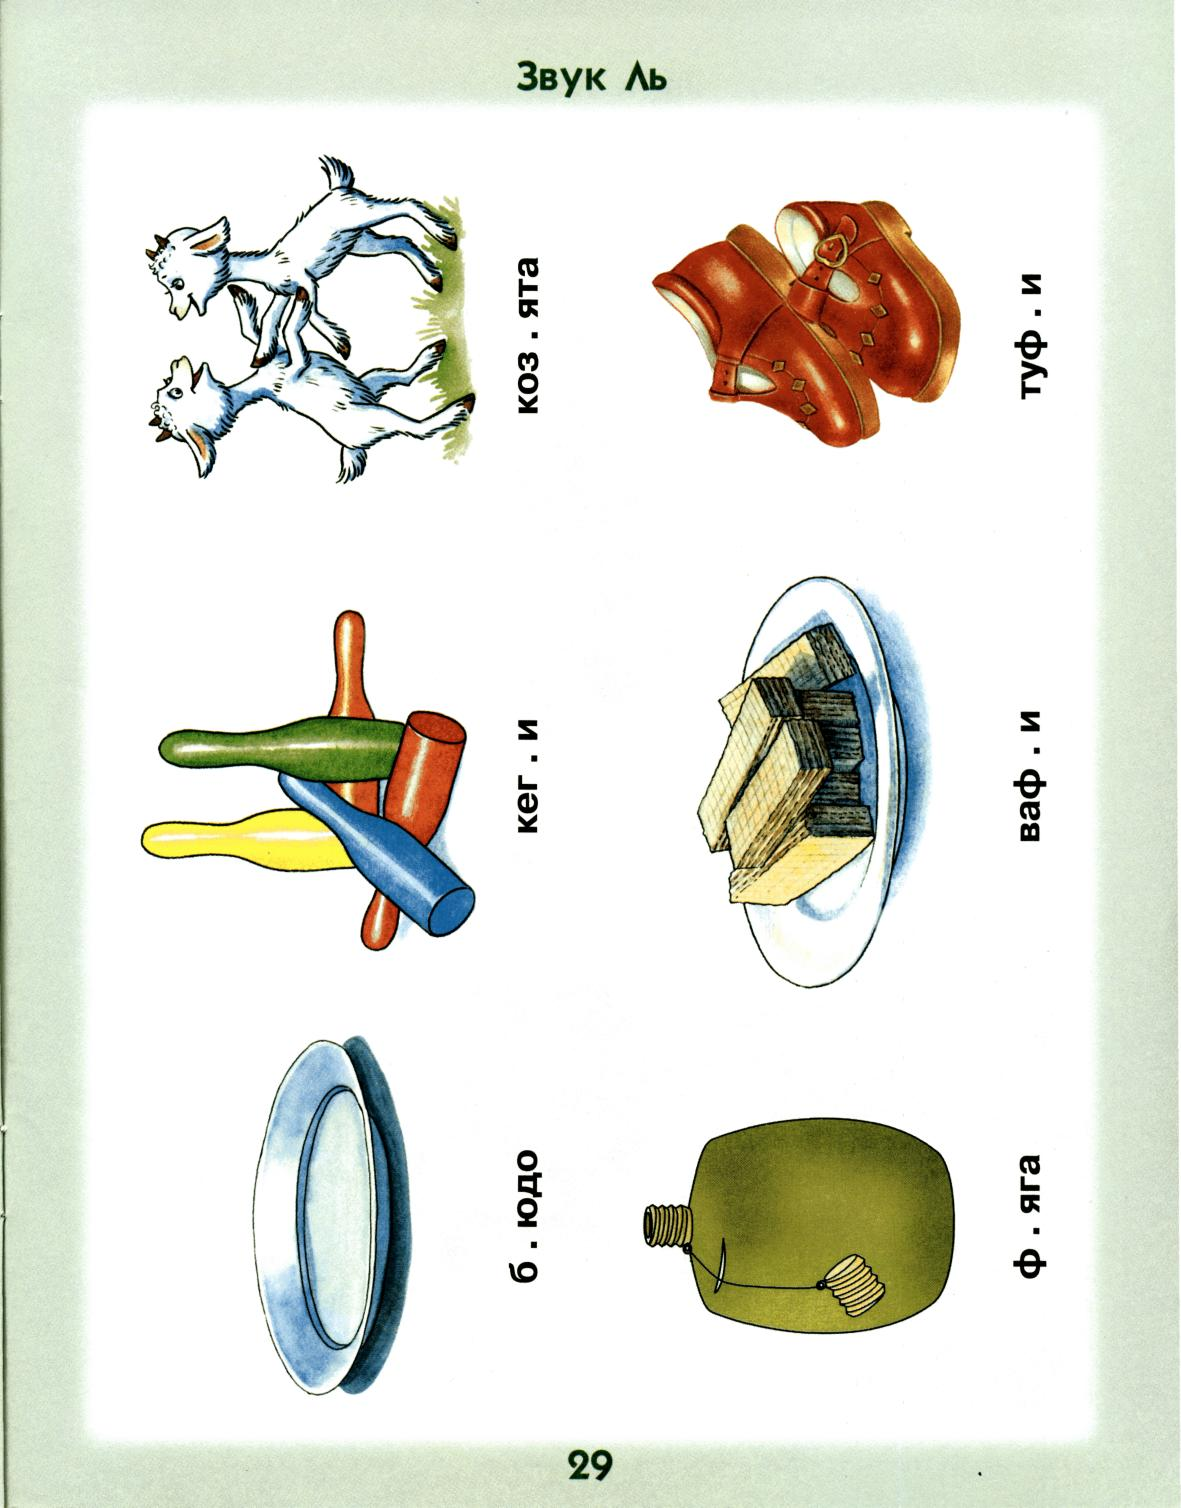 Звук Ль
б . юдо
кег . и
коз . ята
ф . яга
ваф . и
туф . и
29